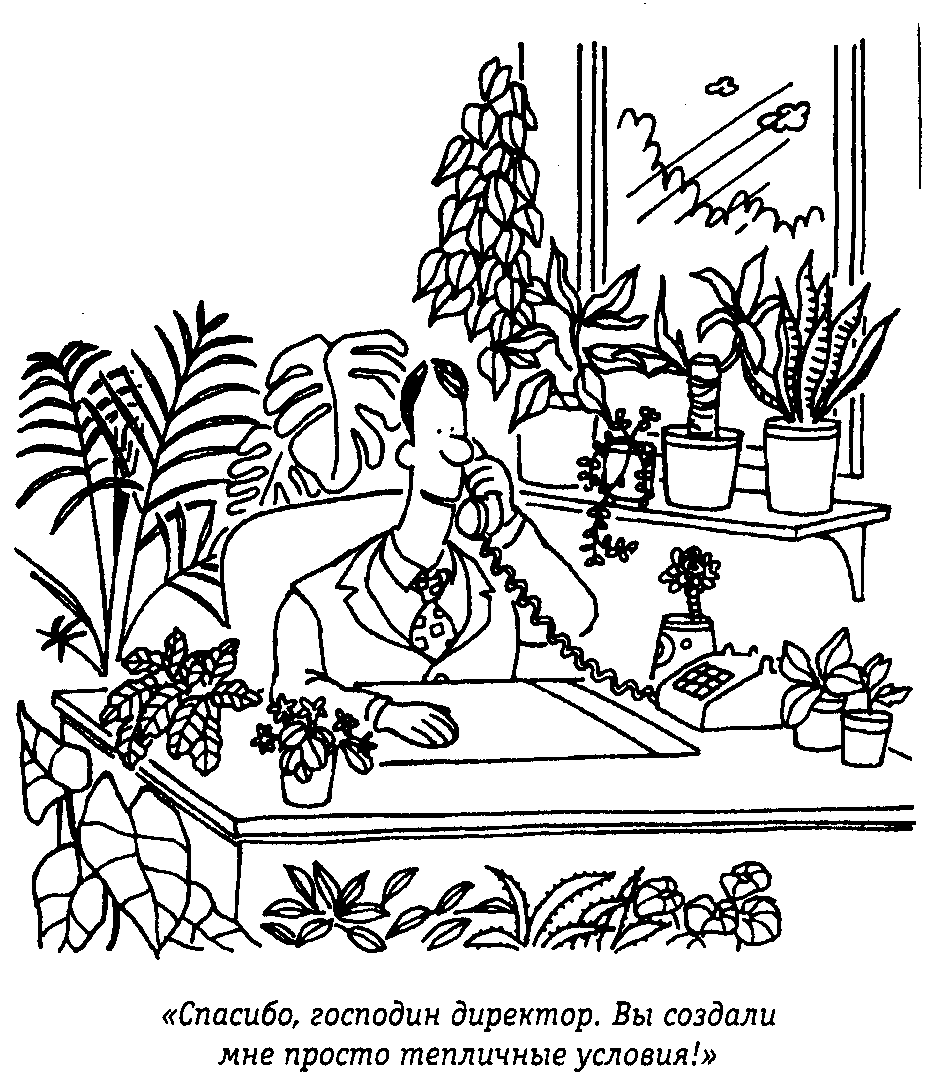 «Спасибо, господин директор. Вы создали
мне просто тепличные условия!»